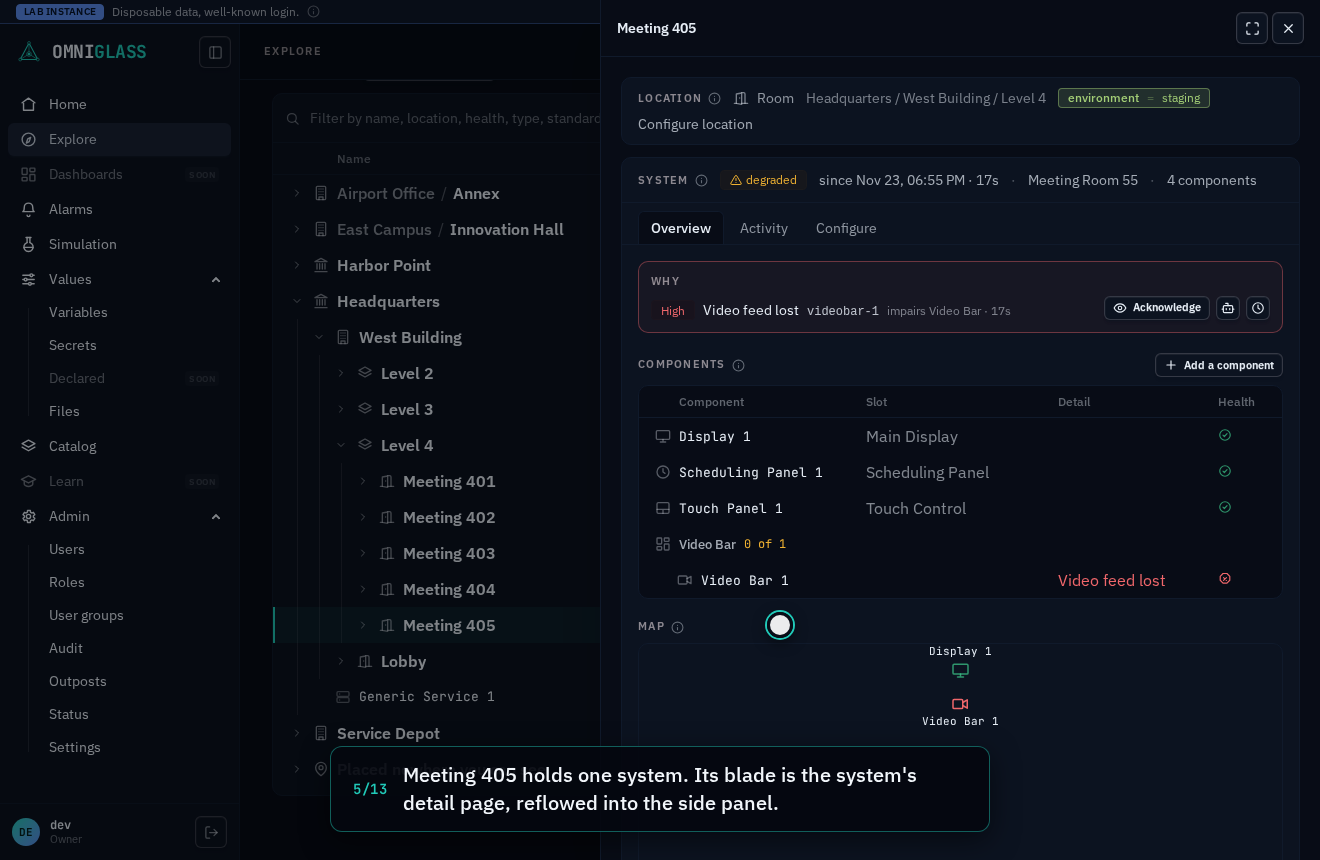 LAB INSTANCE Disposable data, well-known login.
OMNIGLASS
Home
Explore
Dashboards SOON
Alarms
Simulation
Values
Variables
Secrets
Declared SOON
Files
Catalog
Learn SOON
Admin
Users
Roles
User groups
Audit
Outposts
Status
Settings
DE dev
Owner
EXPLORE
Filter by name, location, health, type, standard
Name
Airport Office / Annex
East Campus / Innovation Hall
Harbor Point
Headquarters
West Building
Level 2
Level 3
Level 4
Meeting 401
Meeting 402
Meeting 403
Meeting 404
Meeting 405
Lobby
Generic Service 1
Service Depot
Meeting 405
LOCATION Room Headquarters / West Building / Level 4 environment = staging
Configure location
SYSTEM degraded since Nov 23, 06:55 PM · 17s · Meeting Room 55 · 4 components
Overview Activity Configure
WHY
High Video feed lost videobar-1 impairs Video Bar · 17s Acknowledge
COMPONENTS Add a component
Component Slot Detail Health
Display 1 Main Display
Scheduling Panel 1 Scheduling Panel
Touch Panel 1 Touch Control
Video Bar 0 of 1
Video Bar 1 Video feed lost
MAP
Display 1
Video Bar 1
5/13 Meeting 405 holds one system. Its blade is the system's
detail page, reflowed into the side panel.